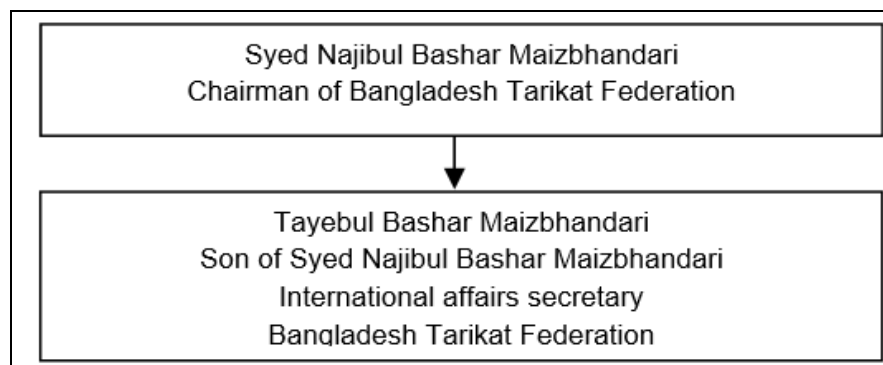 Syed Najibul Bashar Maizbhandari
Chairman of Bangladesh Tarikat Federation
Tayebul Bashar Maizbhandari
Son of Syed Najibul Bashar Maizbhandari
International affairs secretary
Bangladesh Tarikat Federation